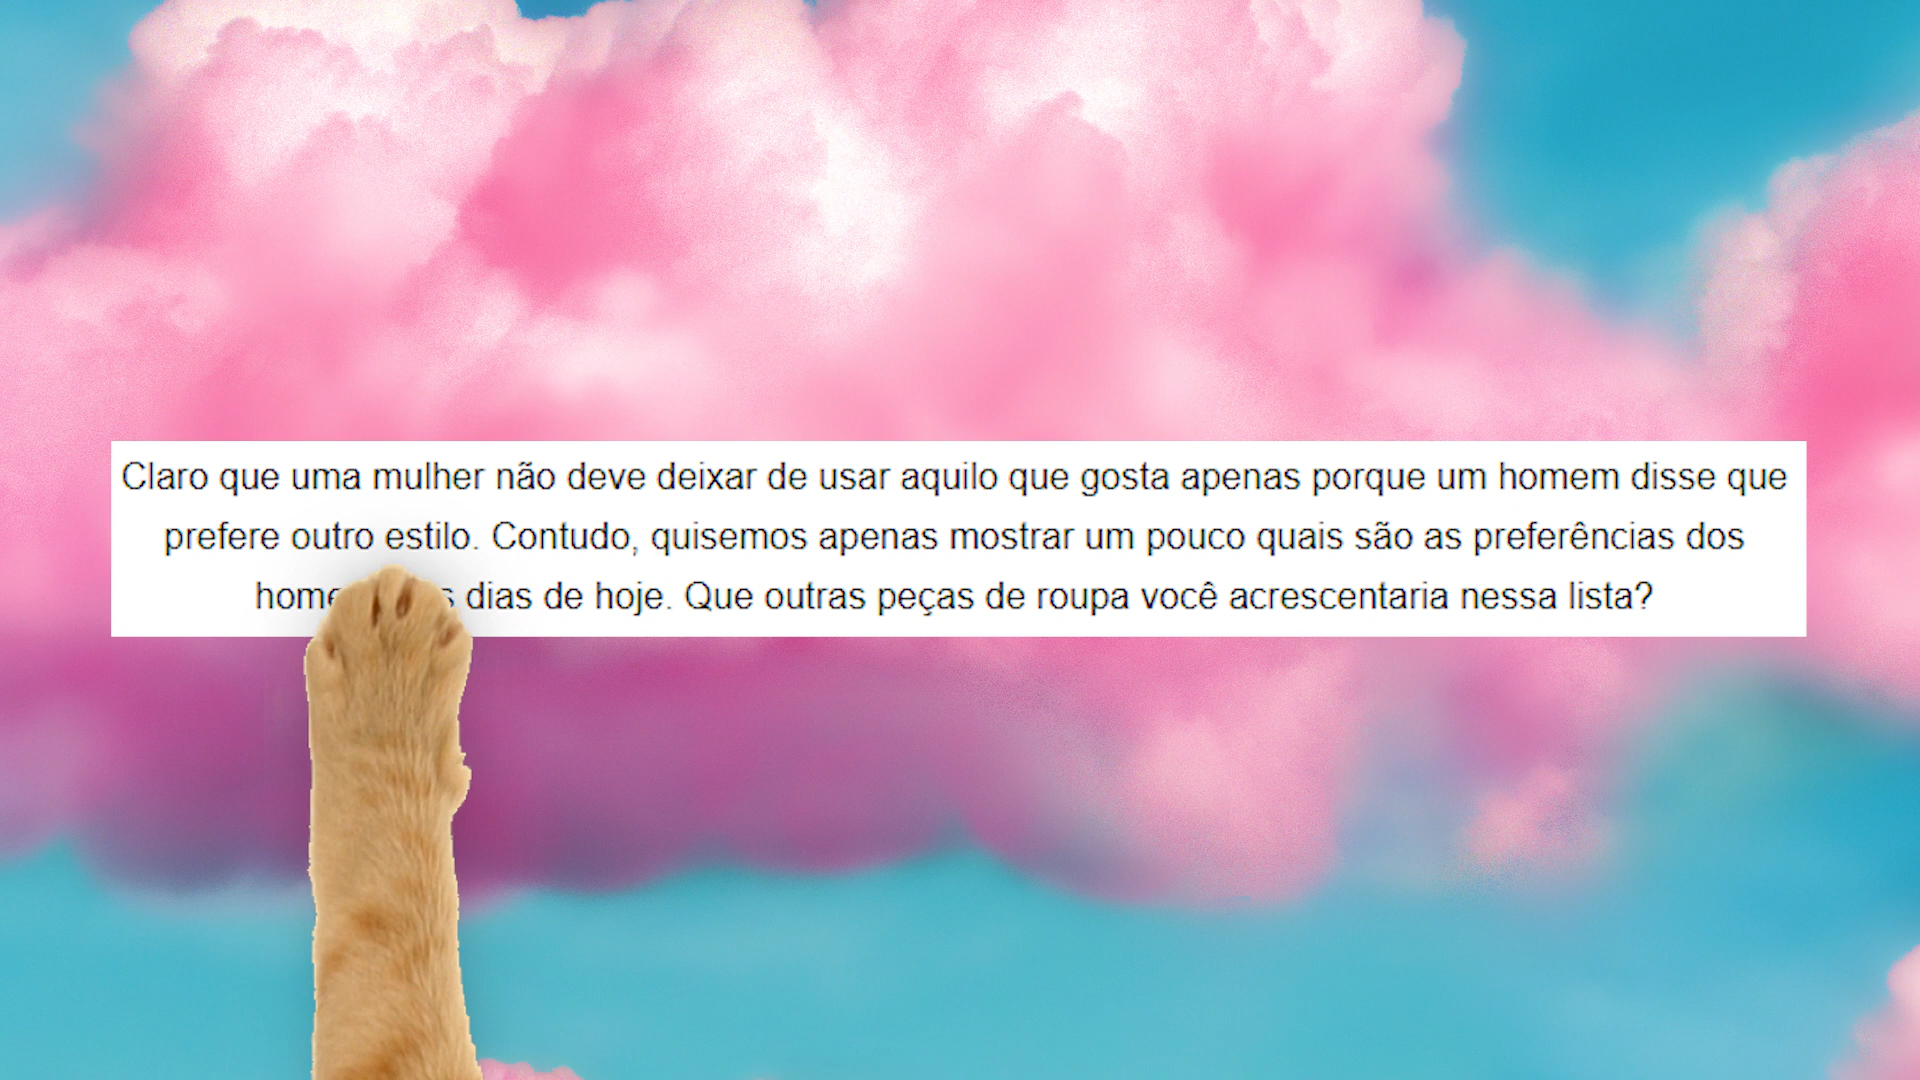 Claro que uma mulher não deve deixar de usar aquilo que gosta apenas porque um homem disse que
prefere outro estilo. Contudo, quisemos apenas mostrar um pouco quais são as preferências dos
dias de hoje. Que outras peças de roupa você acrescentaria nessa lista?